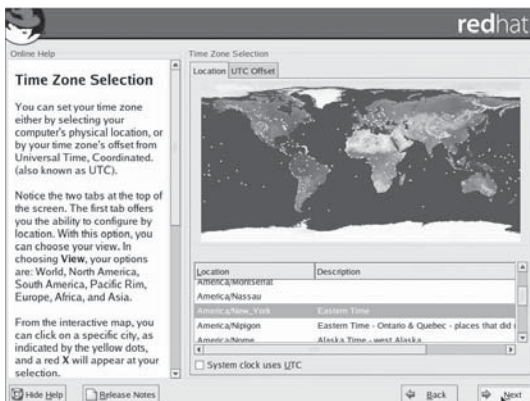 redhat
Online Help
Time Zone Selection
You can set your time zone
either by selecting your
computer's physical location, or
by your time zone's offset from
Universal Time, Coordinated.
(also known as UTC).
Notice the two tabs at the top of
the screen. The first tab offers
you the ability to configure by
location. With this option, you
can choose your view. In
choosing View, your options
are: World, North America,
South America, Pacific Rim,
Europe, Africa, and Asia.
From the interactive map, you
can click on a specific city, as
indicated by the yellow dots,
and a red X will appear at your
selection.
Time Zone Selection
Location UTC Offset
Location Description
America/Montserrat
America/Nassau
America/New_York Eastern Time
America/Nipigon Eastern Time - Ontario & Quebec - places that did
America/Nome Alaska Time - west Alaska
System clock uses UTC
Hide Help Release Notes Back Next